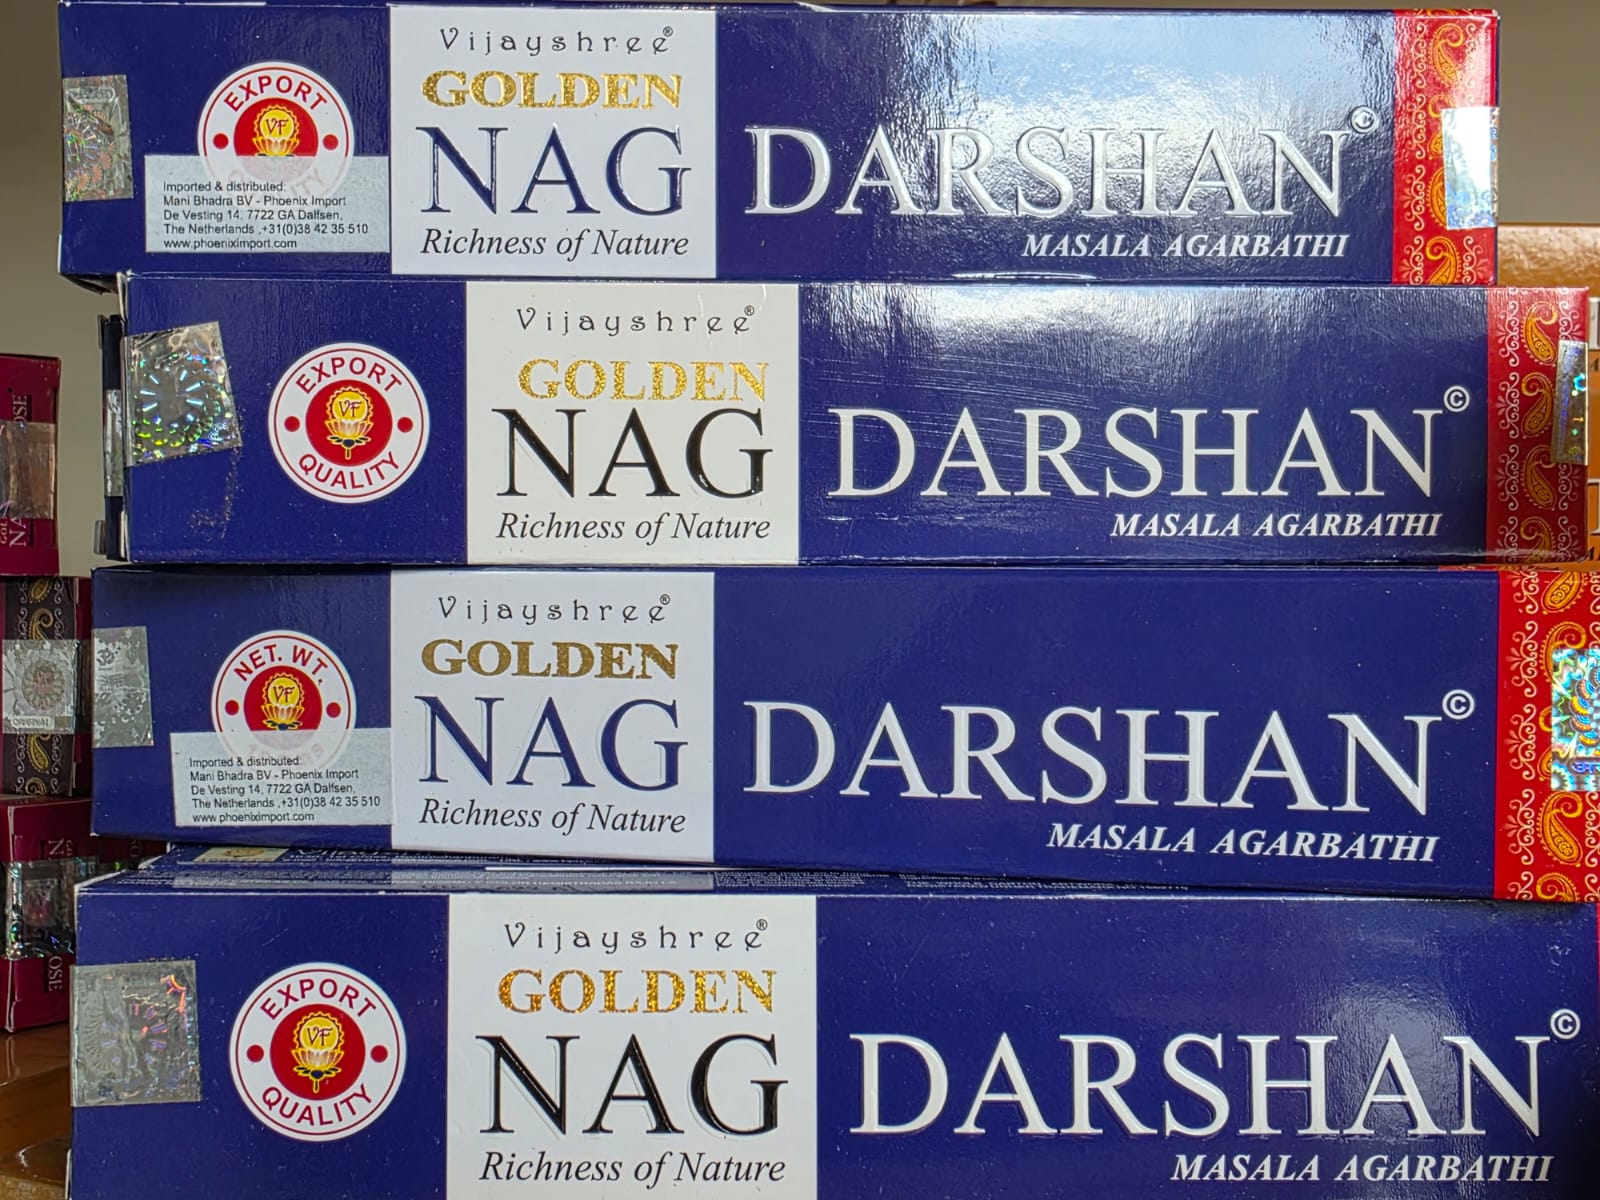 Vijayshree®
GOLDEN
NAG DARSHAN©
Richness of Nature
MASALA AGARBATHI
EXPORT
VF
Imported & distributed:
Mani Bhadra BV - Phoenix Import
De Vesting 14, 7722 GA Dalfsen,
The Netherlands ,+31(0)38 42 35 510
www.phoeniximport.com
Vijayshree®
GOLDEN
NAG DARSHAN©
Richness of Nature
MASALA AGARBATHI
EXPORT
VF
QUALITY
Vijayshree®
GOLDEN
NAG DARSHAN©
Richness of Nature
MASALA AGARBATHI
NET. WT.
VF
Imported & distributed:
Mani Bhadra BV - Phoenix Import
De Vesting 14, 7722 GA Dalfsen,
The Netherlands ,+31(0)38 42 35 510
www.phoeniximport.com
Vijayshree®
GOLDEN
NAG DARSHAN©
Richness of Nature
MASALA AGARBATHI
EXPORT
VF
QUALITY